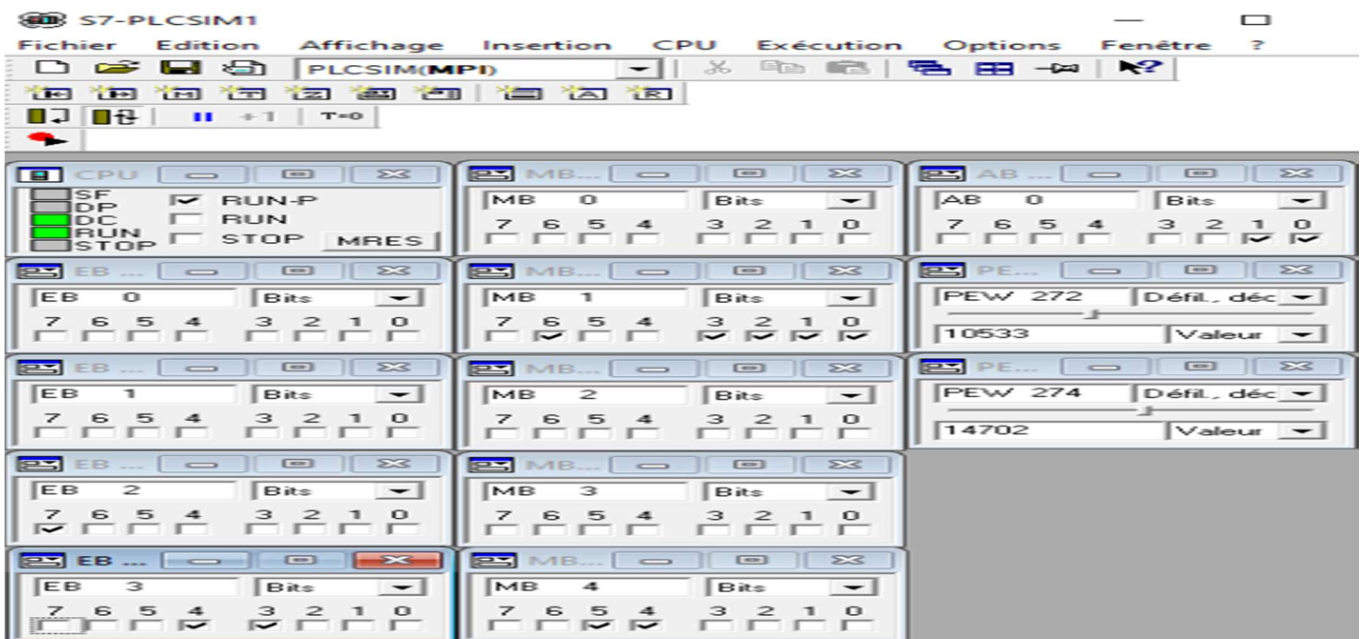 S7-PLCSIM1
Fichier Edition Affichage Insertion CPU Exécution Options Fenêtre ?
PLCSIM(MPI)
+1 T=0
CPU
SF
DP
DC
RUN
STOP
RUN-P
RUN
STOP MRES
MB...
MB 0 Bits
7 6 5 4 3 2 1 0
AB ...
AB 0 Bits
7 6 5 4 3 2 1 0
EB ...
EB 0 Bits
7 6 5 4 3 2 1 0
MB...
MB 1 Bits
7 6 5 4 3 2 1 0
PE...
PEW 272 Défil., déc
10533 Valeur
EB ...
EB 1 Bits
7 6 5 4 3 2 1 0
MB...
MB 2 Bits
7 6 5 4 3 2 1 0
PE...
PEW 274 Défil., déc
14702 Valeur
EB ...
EB 2 Bits
7 6 5 4 3 2 1 0
MB...
MB 3 Bits
7 6 5 4 3 2 1 0
EB ...
EB 3 Bits
7 6 5 4 3 2 1 0
MB...
MB 4 Bits
7 6 5 4 3 2 1 0